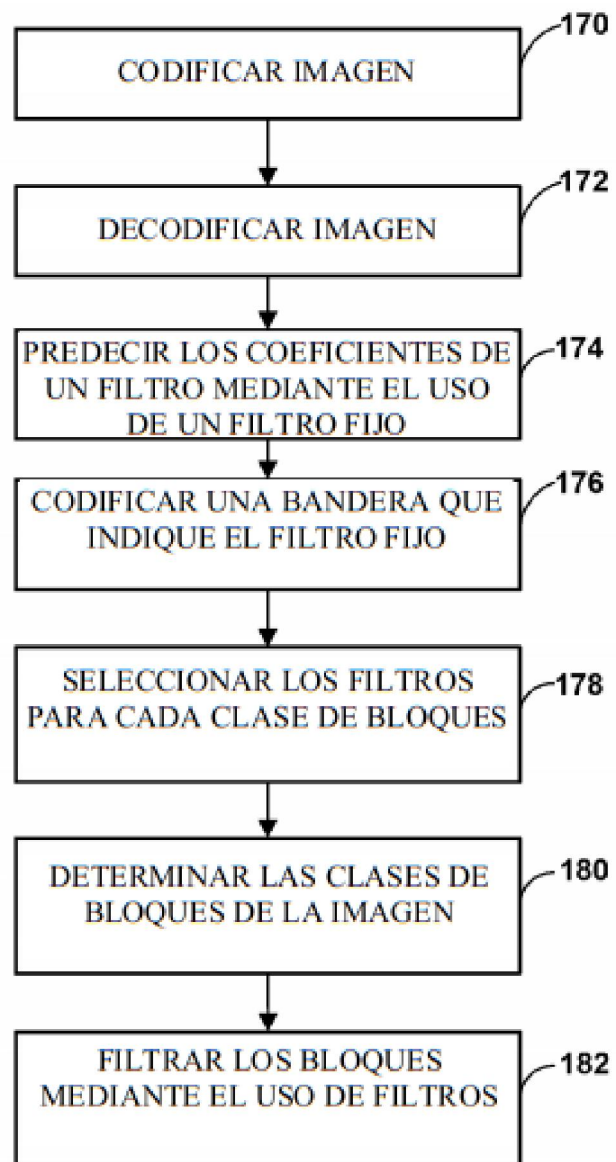 170
CODIFICAR IMAGEN
172
DECODIFICAR IMAGEN
PREDECIR LOS COEFICIENTES DE
174
UN FILTRO MEDIANTE EL USO
DE UN FILTRO FIJO
176
CODIFICAR UNA BANDERA QUE
INDIQUE EL FILTRO FIJO
SELECCIONAR LOS FILTROS
178
PARA CADA CLASE DE BLOQUES
180
DETERMINAR LAS CLASES DE
BLOQUES DE LA IMAGEN
FILTRAR LOS BLOQUES
182
MEDIANTE EL USO DE FILTROS